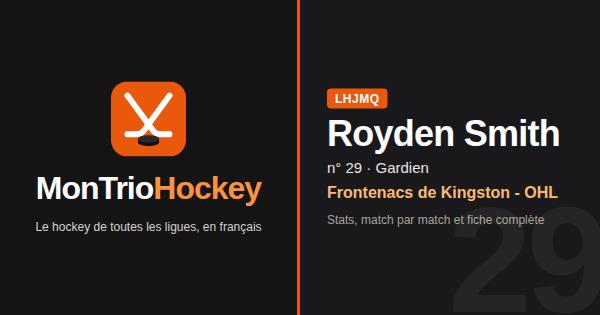 MonTrioHockey
Le hockey de toutes les ligues, en français
LHJMQ
Royden Smith
n° 29 · Gardien
Frontenacs de Kingston - OHL
Stats, match par match et fiche complète
29